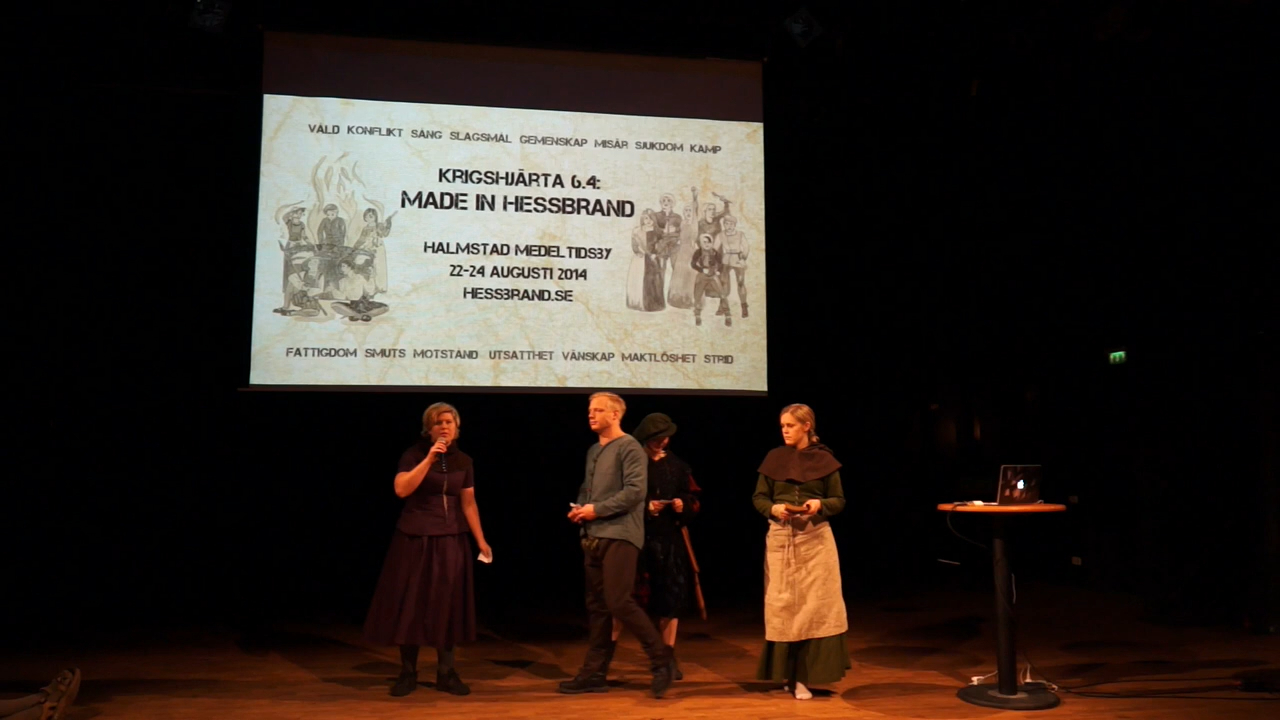 VÅLD KONFLIKT SÅNG SLAGSMÅL GEMENSKAP MISÄR SJUKDOM KAMP
KRIGSHJÄRTA 6.4:
MADE IN HESSBRAND
HALMSTAD MEDELTIDSBY
22-24 AUGUSTI 2014
HESSBRAND.SE
FATTIGDOM SMUTS MOTSTÅND UTSATTHET VÄNSKAP MAKTLÖSHET STRID